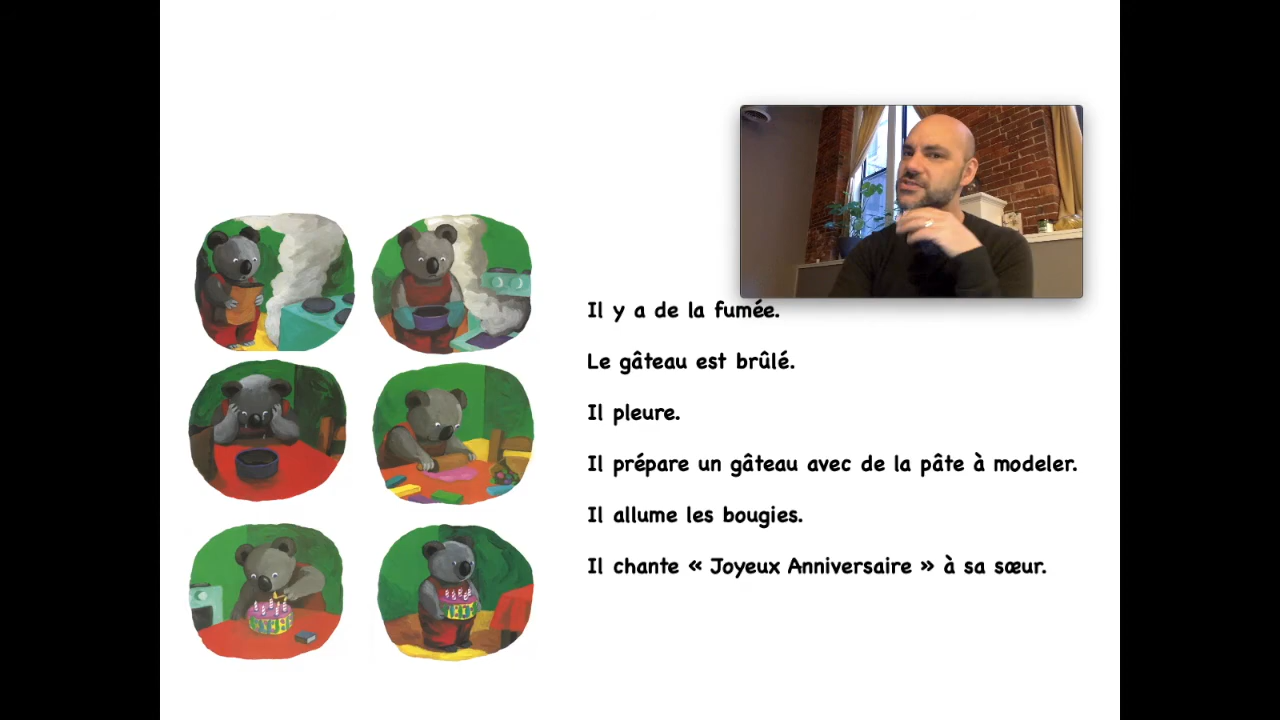 Il y a de la fumée.
Le gâteau est brûlé.
Il pleure.
Il prépare un gâteau avec de la pâte à modeler.
Il allume les bougies.
Il chante « Joyeux Anniversaire » à sa sœur.